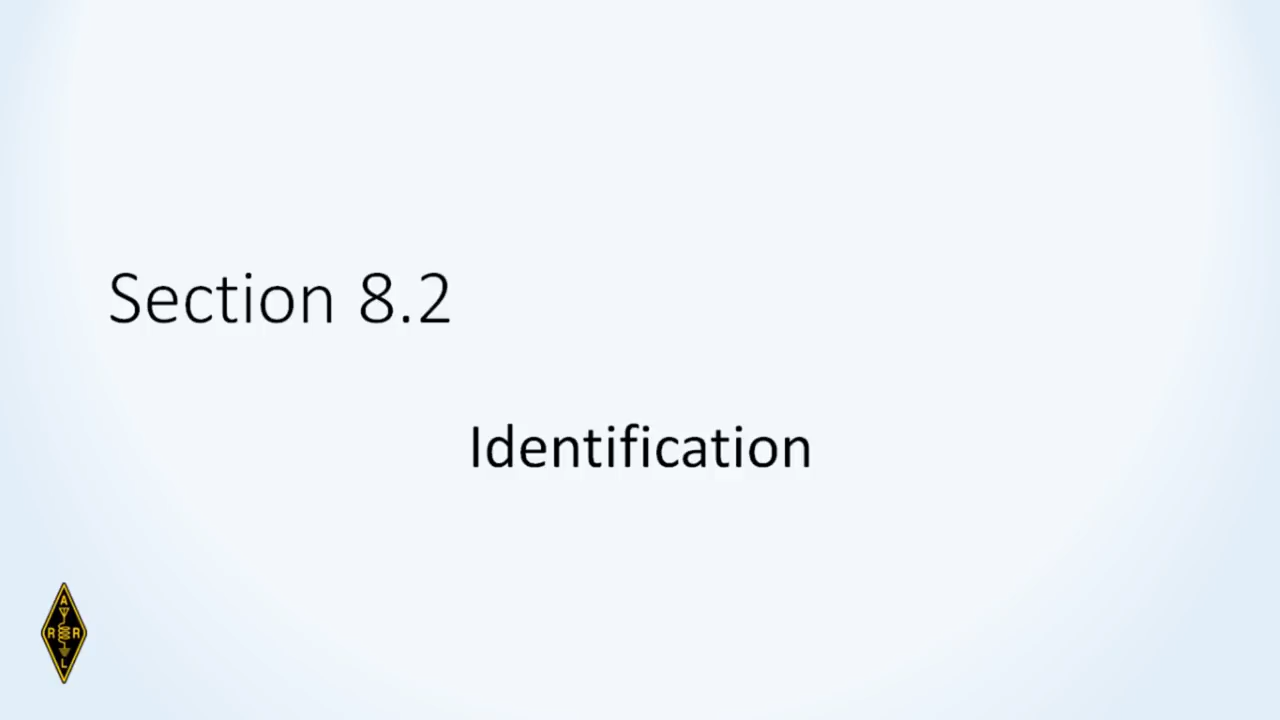 Section 8.2
Identification
A
R R
L